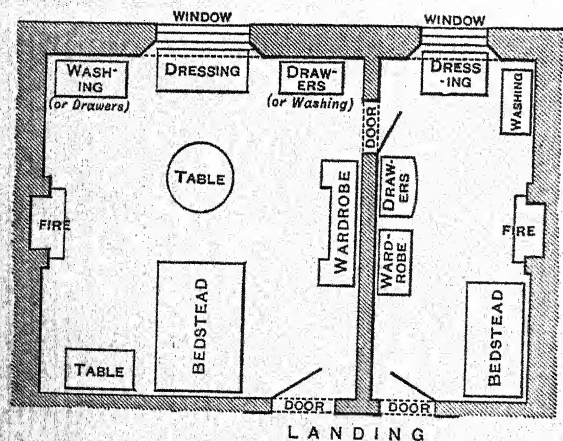 WINDOW
WINDOW
WASH-
ING
(or Drawers)
DRESSING
DRAW-
ERS
(or Washing)
DRESS-
ING
WASHING
DOOR
TABLE
WARDROBE
DRAW-
ERS
FIRE
WARD-
ROBE
FIRE
BEDSTEAD
TABLE
BEDSTEAD
DOOR
DOOR
LANDING